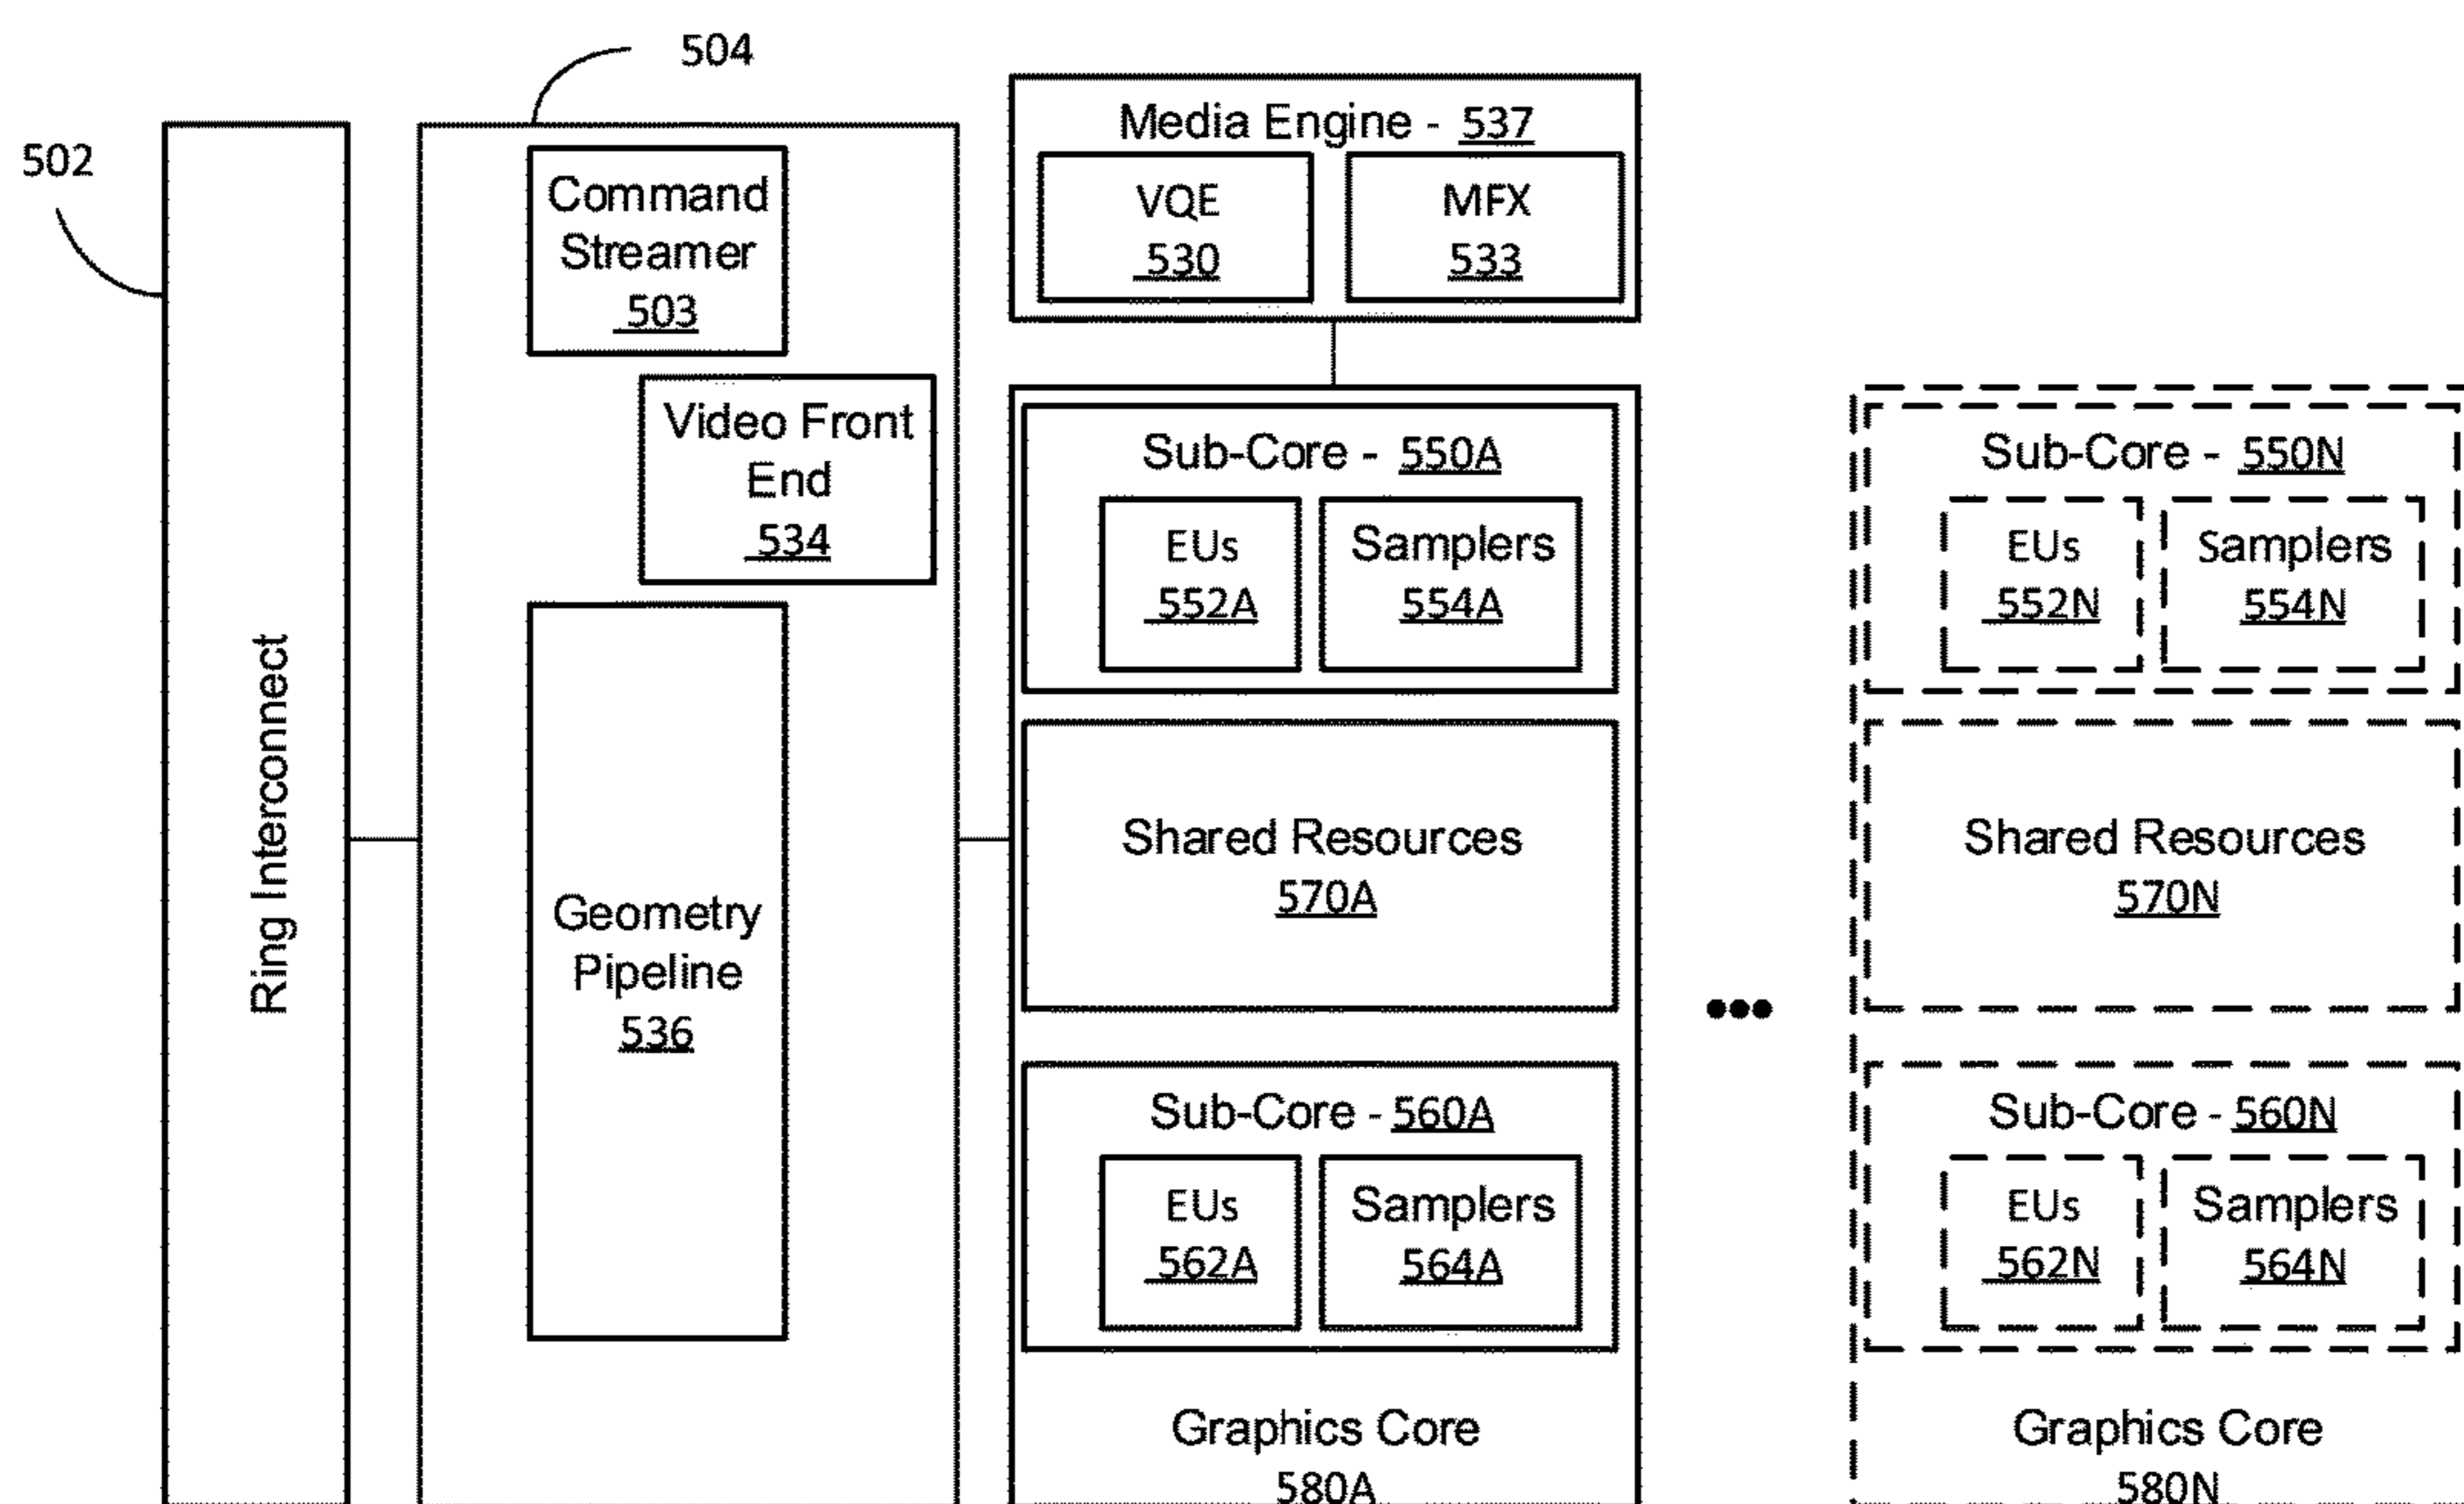 502
Ring Interconnect
504
Command
Streamer
503
Video Front
End
534
Geometry
Pipeline
536
Media Engine - 537
VQE
530
MFX
533
Sub-Core - 550A
EUs
552A
Samplers
554A
Shared Resources
570A
Sub-Core - 560A
EUs
562A
Samplers
564A
Graphics Core
580A
Sub-Core - 550N
EUs
552N
Samplers
554N
Shared Resources
570N
Sub-Core - 560N
EUs
562N
Samplers
564N
Graphics Core
580N